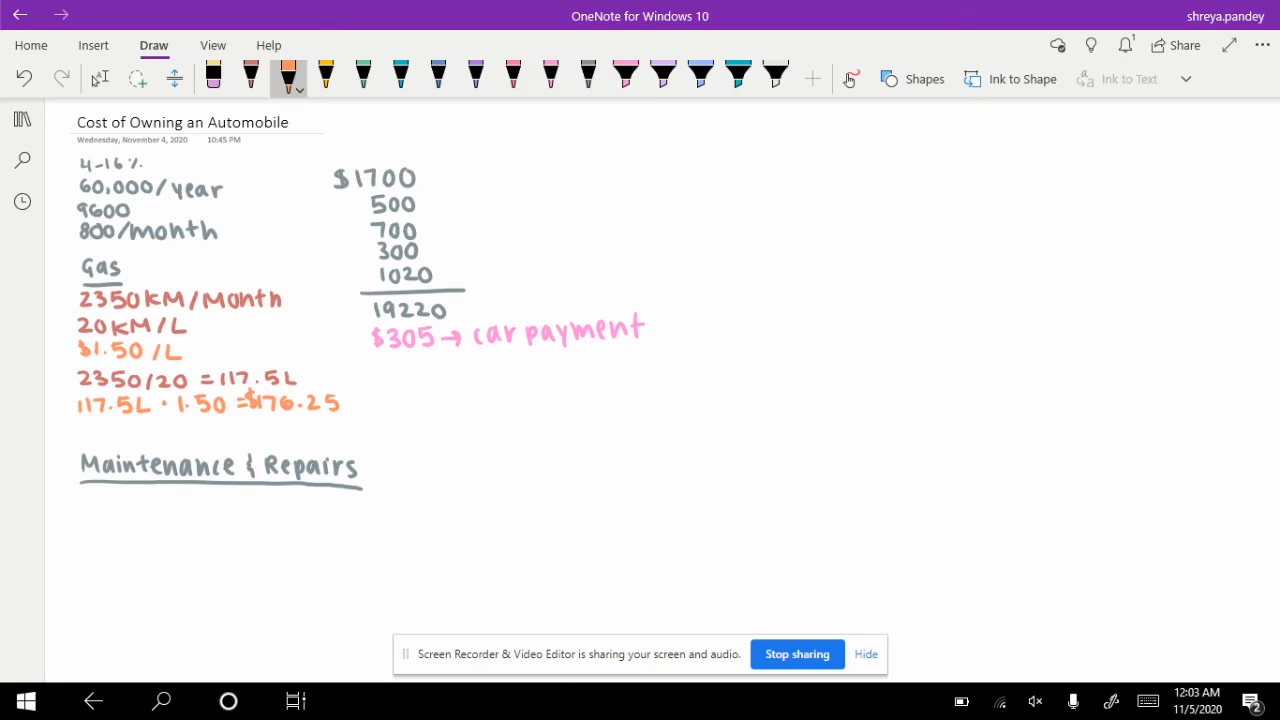 OneNote for Windows 10
shreya.pandey
Home Insert Draw View Help
1
Share
Shapes
Ink to Shape
Ink to Text
Cost of Owning an Automobile
Wednesday, November 4, 2020 10:45 PM
4-16%
60,000/year
9600
800/month
Gas
2350KM/Month
20KM/L
$1.50/L
2350/20 =117.5L
117.5L · 1.50 =$176.25
Maintenance & Repairs
$1700
500
700
300
1020
19220
$305→ car payment
Screen Recorder & Video Editor is sharing your screen and audio.
Stop sharing
Hide
12:03 AM
11/5/2020
2